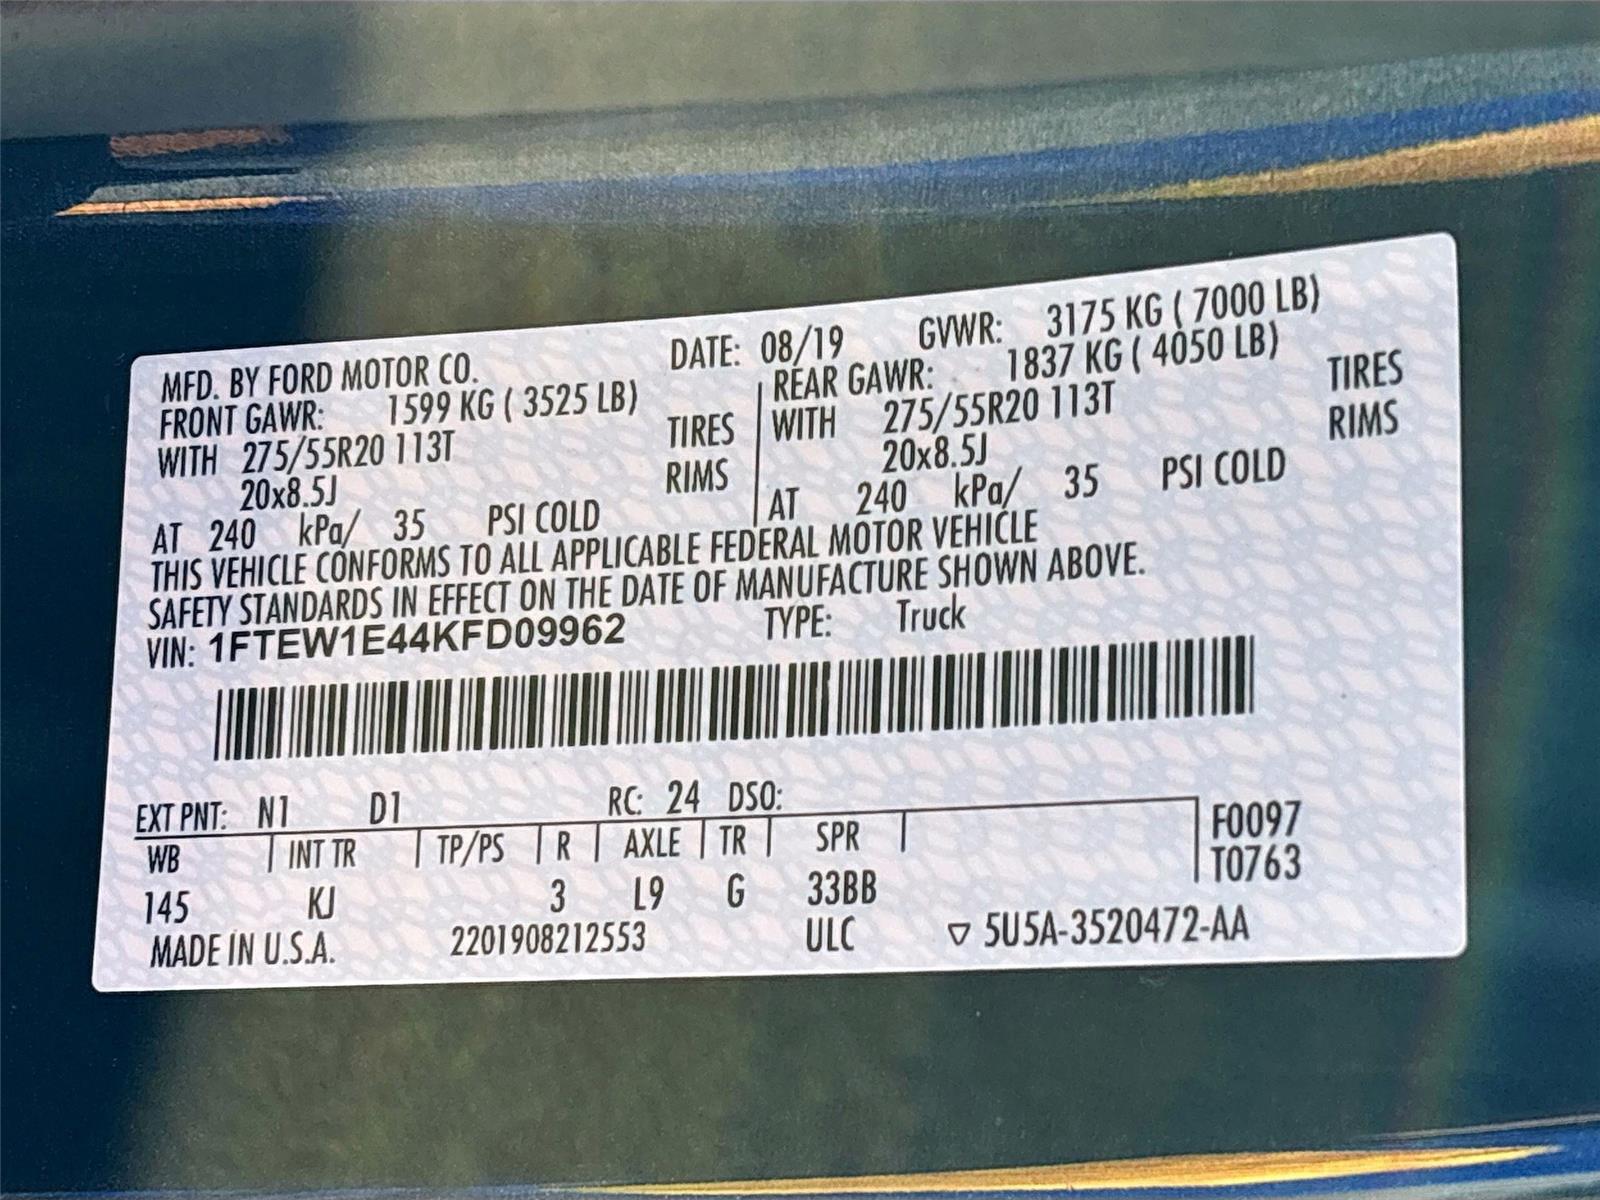 MFD. BY FORD MOTOR CO. DATE: 08/19 GVWR: 3175 KG ( 7000 LB)
FRONT GAWR: 1599 KG ( 3525 LB) REAR GAWR: 1837 KG ( 4050 LB)
WITH 275/55R20 113T TIRES WITH 275/55R20 113T TIRES
20x8.5J RIMS 20x8.5J RIMS
AT 240 kPa/ 35 PSI COLD AT 240 kPa/ 35 PSI COLD
THIS VEHICLE CONFORMS TO ALL APPLICABLE FEDERAL MOTOR VEHICLE
SAFETY STANDARDS IN EFFECT ON THE DATE OF MANUFACTURE SHOWN ABOVE.
VIN: 1FTEW1E44KFD09962 TYPE: Truck
EXT PNT: N1 D1 RC: 24 DSO:
WB INT TR TP/PS R AXLE TR SPR F0097
145 KJ 3 L9 G 33BB T0763
MADE IN U.S.A. 2201908212553 ULC ▽ 5U5A-3520472-AA